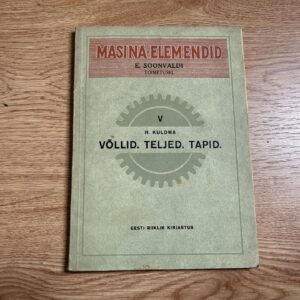 MASINA-ELEMENDID
E. SOONVALDI
TOIMETUSEL
V
H. KULDMA
VÕLLID. TELJED. TAPID.
EESTI RIIKLIK KIRJASTUS